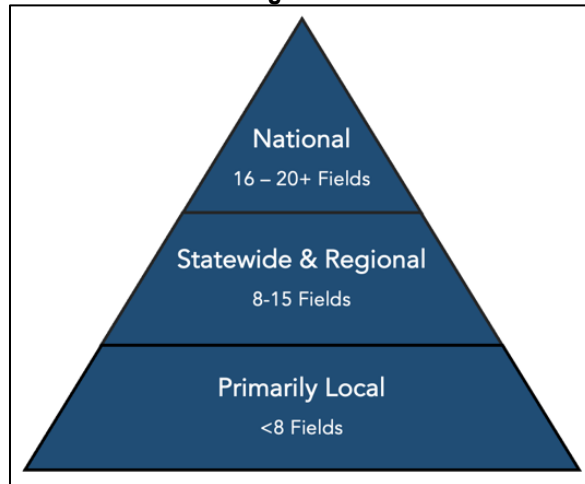 National
16 – 20+ Fields
Statewide & Regional
8-15 Fields
Primarily Local
<8 Fields